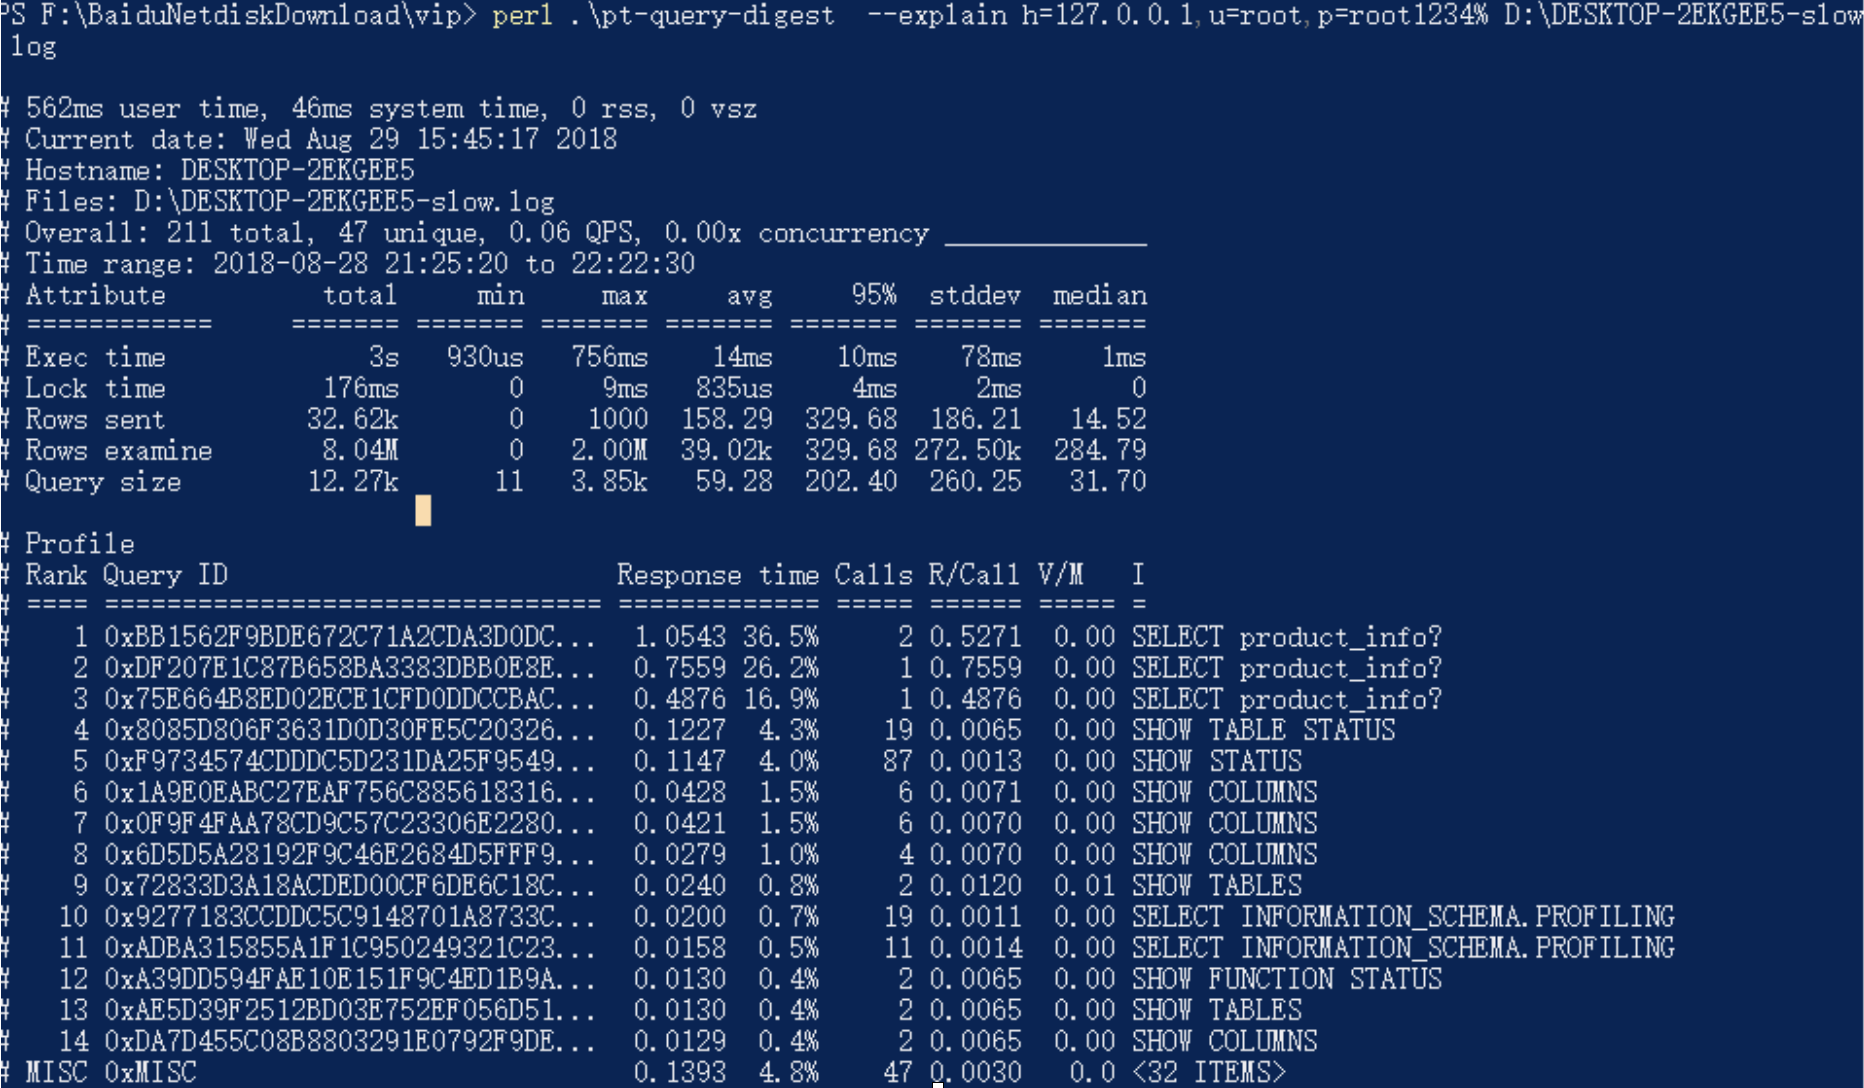 PS F:\BaiduNetdiskDownload\vip> perl .\pt-query-digest  --explain h=127.0.0.1,u=root,p=root1234% D:\DESKTOP-2EKGEE5-slow
log
# 562ms user time, 46ms system time, 0 rss, 0 vsz
# Current date: Wed Aug 29 15:45:17 2018
# Hostname: DESKTOP-2EKGEE5
# Files: D:\DESKTOP-2EKGEE5-slow.log
# Overall: 211 total, 47 unique, 0.06 QPS, 0.00x concurrency _____________
# Time range: 2018-08-28 21:25:20 to 22:22:30
# Attribute          total     min     max     avg     95%  stddev  median
# ============     ======= ======= ======= ======= ======= ======= =======
# Exec time             3s   930us   756ms    14ms    10ms    78ms     1ms
# Lock time          176ms       0     9ms   835us     4ms     2ms       0
# Rows sent         32.62k       0    1000  158.29  329.68  186.21   14.52
# Rows examine       8.04M       0   2.00M  39.02k  329.68 272.50k  284.79
# Query size        12.27k      11   3.85k   59.28  202.40  260.25   31.70
# Profile
# Rank Query ID                         Response time Calls R/Call V/M   I
# ==== ================================ ============= ===== ====== ===== =
#    1 0xBB1562F9BDE672C71A2CDA3D0DC...  1.0543 36.5%     2 0.5271  0.00 SELECT product_info?
#    2 0xDF207E1C87B658BA3383DBB0E8E...  0.7559 26.2%     1 0.7559  0.00 SELECT product_info?
#    3 0x75E664B8ED02ECE1CFD0DDCCBAC...  0.4876 16.9%     1 0.4876  0.00 SELECT product_info?
#    4 0x8085D806F3631D0D30FE5C20326...  0.1227  4.3%    19 0.0065  0.00 SHOW TABLE STATUS
#    5 0xF9734574CDDDC5D231DA25F9549...  0.1147  4.0%    87 0.0013  0.00 SHOW STATUS
#    6 0x1A9E0EABC27EAF756C885618316...  0.0428  1.5%     6 0.0071  0.00 SHOW COLUMNS
#    7 0x0F9F4FAA78CD9C57C23306E2280...  0.0421  1.5%     6 0.0070  0.00 SHOW COLUMNS
#    8 0x6D5D5A28192F9C46E2684D5FFF9...  0.0279  1.0%     4 0.0070  0.00 SHOW COLUMNS
#    9 0x72833D3A18ACDED00CF6DE6C18C...  0.0240  0.8%     2 0.0120  0.01 SHOW TABLES
#   10 0x9277183CCDDC5C9148701A8733C...  0.0200  0.7%    19 0.0011  0.00 SELECT INFORMATION_SCHEMA.PROFILING
#   11 0xADBA315855A1F1C950249321C23...  0.0158  0.5%    11 0.0014  0.00 SELECT INFORMATION_SCHEMA.PROFILING
#   12 0xA39DD594FAE10E151F9C4ED1B9A...  0.0130  0.4%     2 0.0065  0.00 SHOW FUNCTION STATUS
#   13 0xAE5D39F2512BD03E752EF056D51...  0.0130  0.4%     2 0.0065  0.00 SHOW TABLES
#   14 0xDA7D455C08B8803291E0792F9DE...  0.0129  0.4%     2 0.0065  0.00 SHOW COLUMNS
# MISC 0xMISC                            0.1393  4.8%    47 0.0030   0.0 <32 ITEMS>